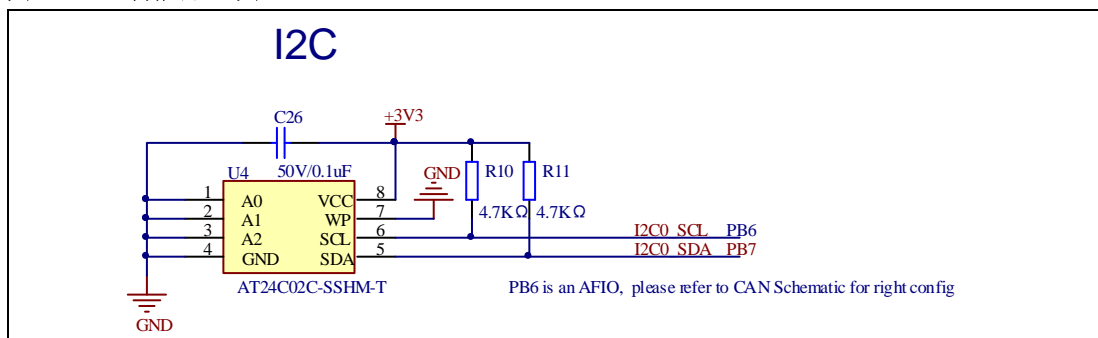 I2C
C26
+3V3
U4
50V/0.1uF
GND
R10
R11
1
A0
VCC
8
2
A1
WP
7
4.7KΩ
4.7KΩ
3
A2
SCL
6
I2C0_SCL
PB6
4
GND
SDA
5
I2C0_SDA
PB7
AT24C02C-SSHM-T
PB6 is an AFIO, please refer to CAN Schematic for right config
GND